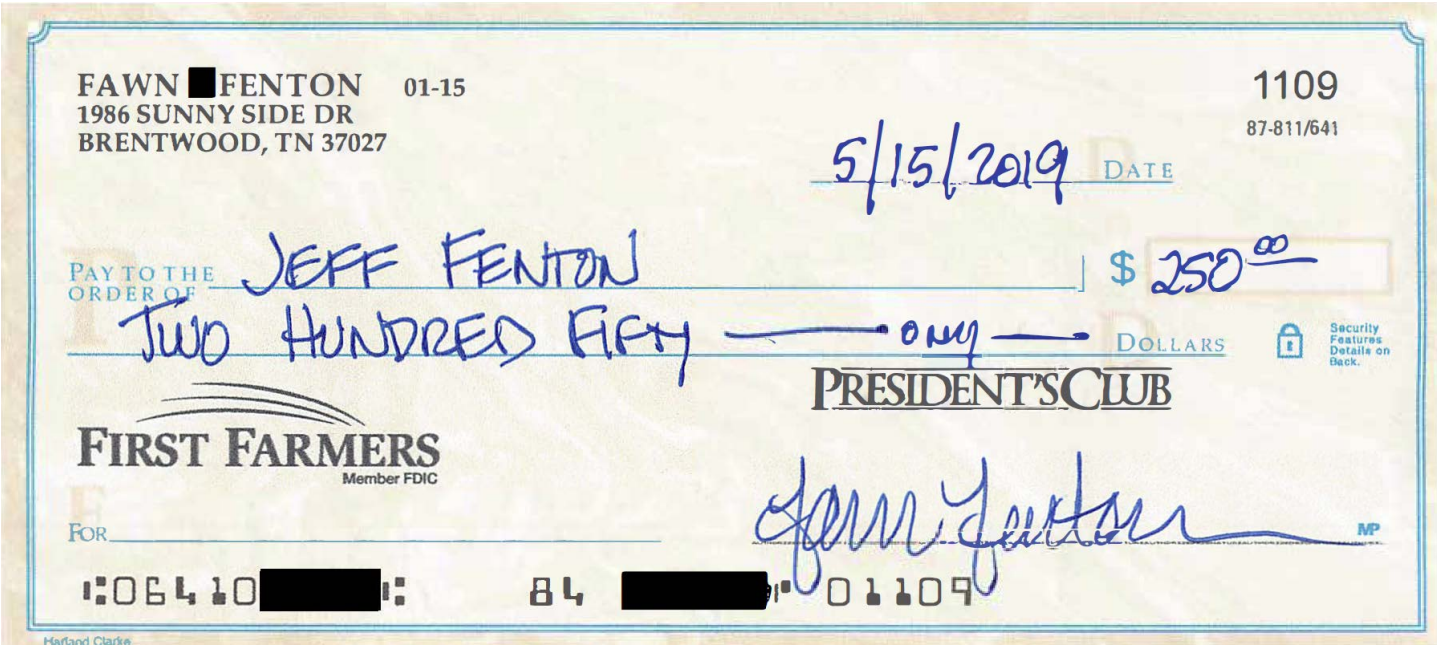 FAWN FENTON 01-15
1986 SUNNY SIDE DR
BRENTWOOD, TN 37027
1109
87-811/641
5/15/2019 DATE
PAY TO THE ORDER OF JEFF FENTON $ 250 00
TWO HUNDRED FIFTY ONLY DOLLARS
Security Features Details on Back.
PRESIDENT'S CLUB
FIRST FARMERS
Member FDIC
FOR
Fawn Fenton MP
⑆06410 ⑆ 84 ⑈ 01109
Harland Clarke